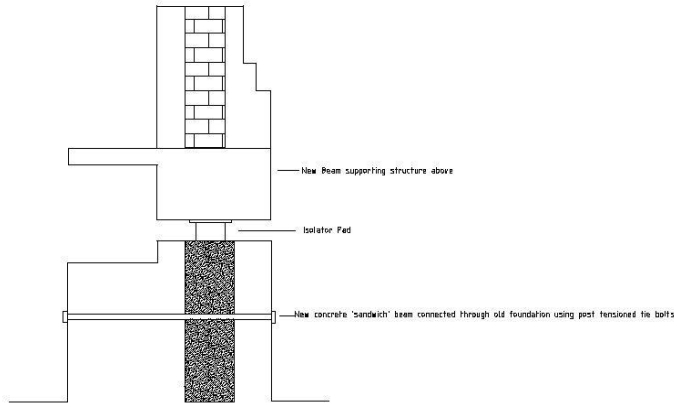 New Beam supporting structure above
Isolator Pad
New concrete 'sandwich' beam connected through old foundation using post tensioned tie bolts